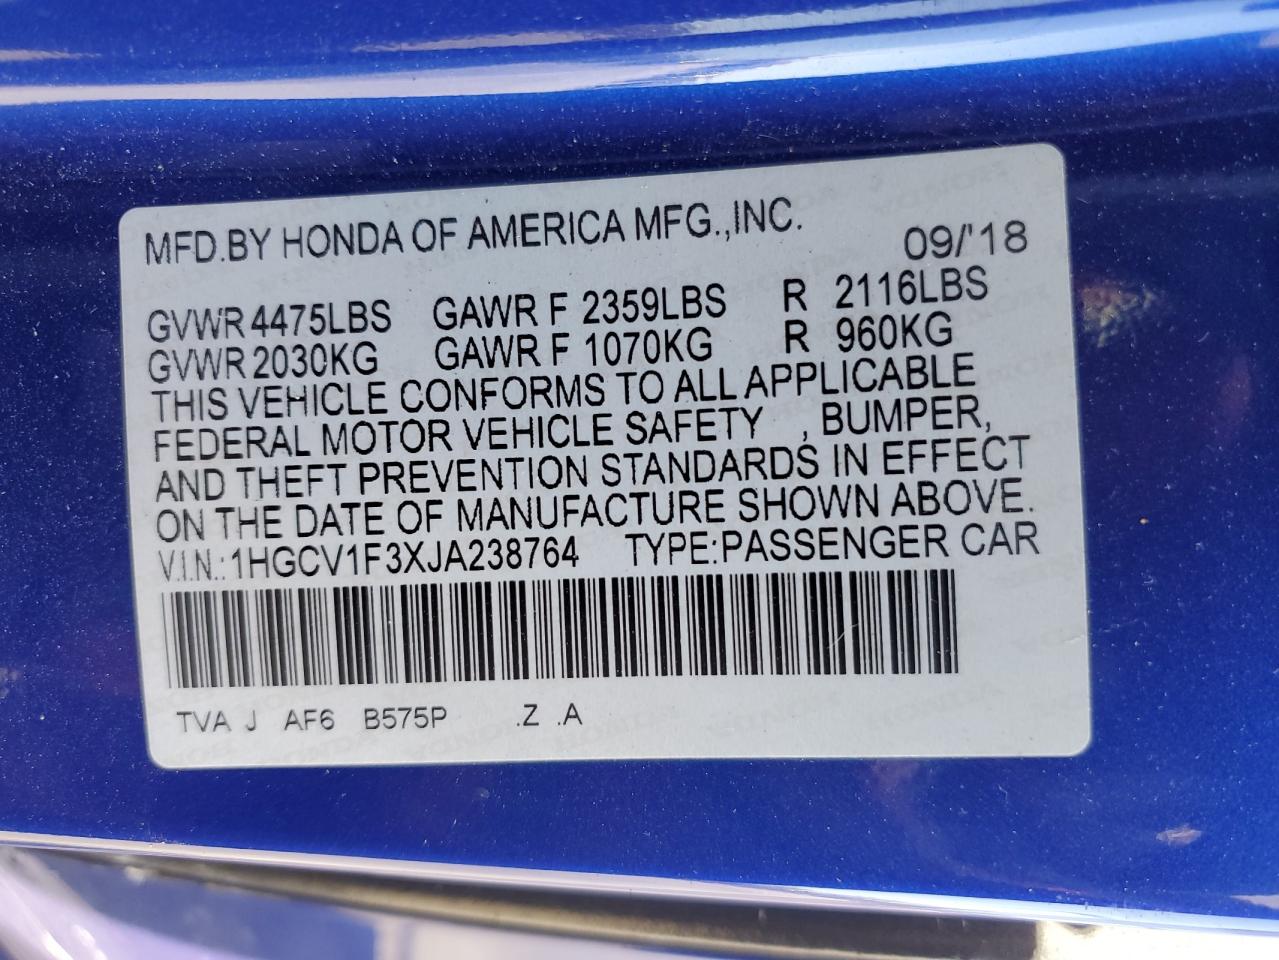 MFD.BY HONDA OF AMERICA MFG.,INC.
09/'18
GVWR 4475LBS GAWR F 2359LBS R 2116LBS
GVWR 2030KG GAWR F 1070KG R 960KG
THIS VEHICLE CONFORMS TO ALL APPLICABLE
FEDERAL MOTOR VEHICLE SAFETY , BUMPER,
AND THEFT PREVENTION STANDARDS IN EFFECT
ON THE DATE OF MANUFACTURE SHOWN ABOVE.
V.I.N.:1HGCV1F3XJA238764 TYPE:PASSENGER CAR
TVA J AF6 B575P .Z .A